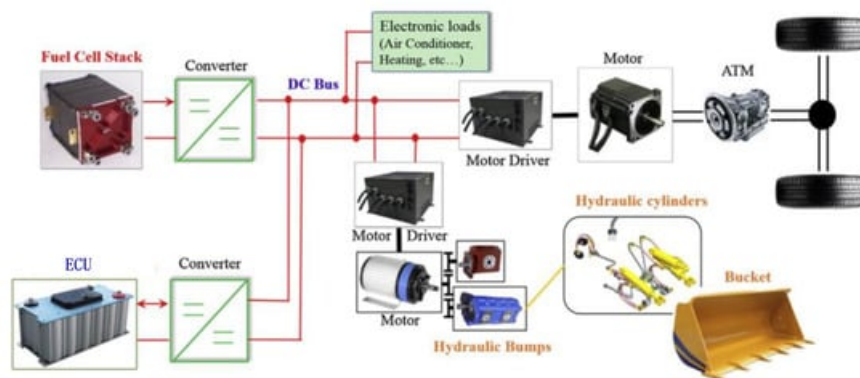 Electronic loads
(Air Conditioner,
Heating, etc...)
Fuel Cell Stack
Converter
DC Bus
Motor
ATM
Motor Driver
Hydraulic cylinders
Motor Driver
ECU
Converter
Bucket
Motor
Hydraulic Bumps